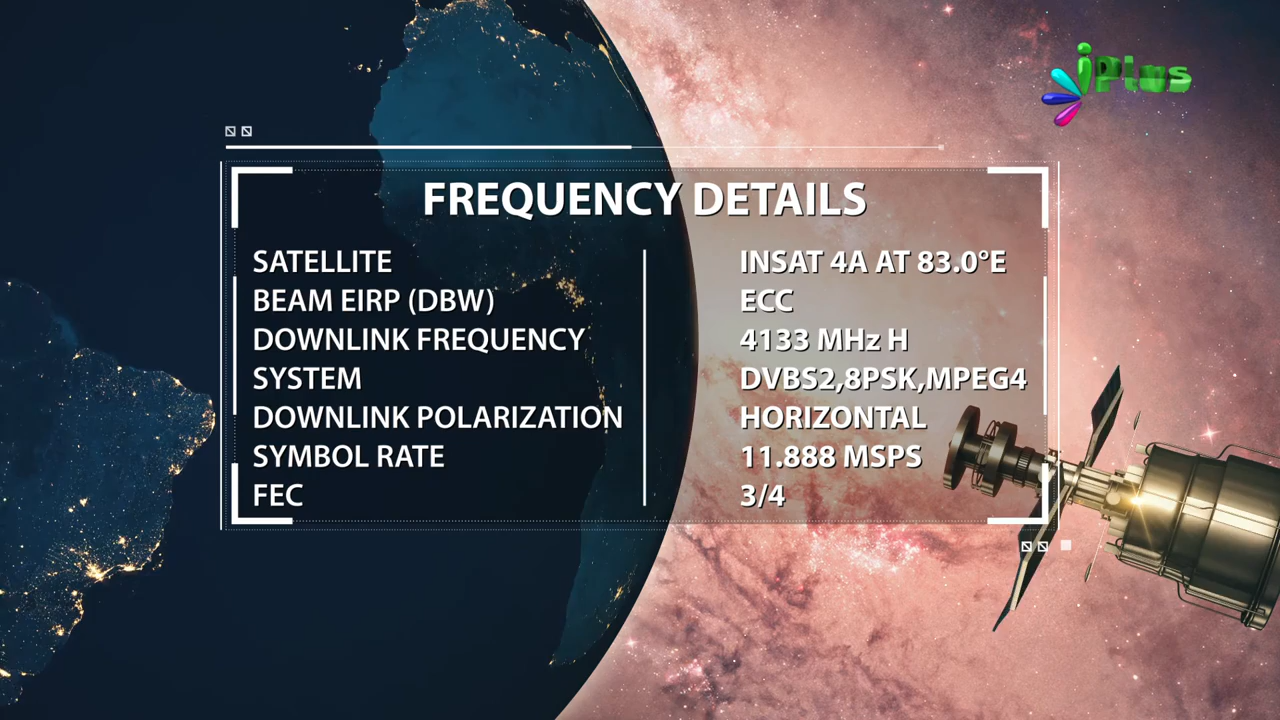 iPlus
FREQUENCY DETAILS
SATELLITE INSAT 4A AT 83.0°E
BEAM EIRP (DBW) ECC
DOWNLINK FREQUENCY 4133 MHz H
SYSTEM DVBS2,8PSK,MPEG4
DOWNLINK POLARIZATION HORIZONTAL
SYMBOL RATE 11.888 MSPS
FEC 3/4